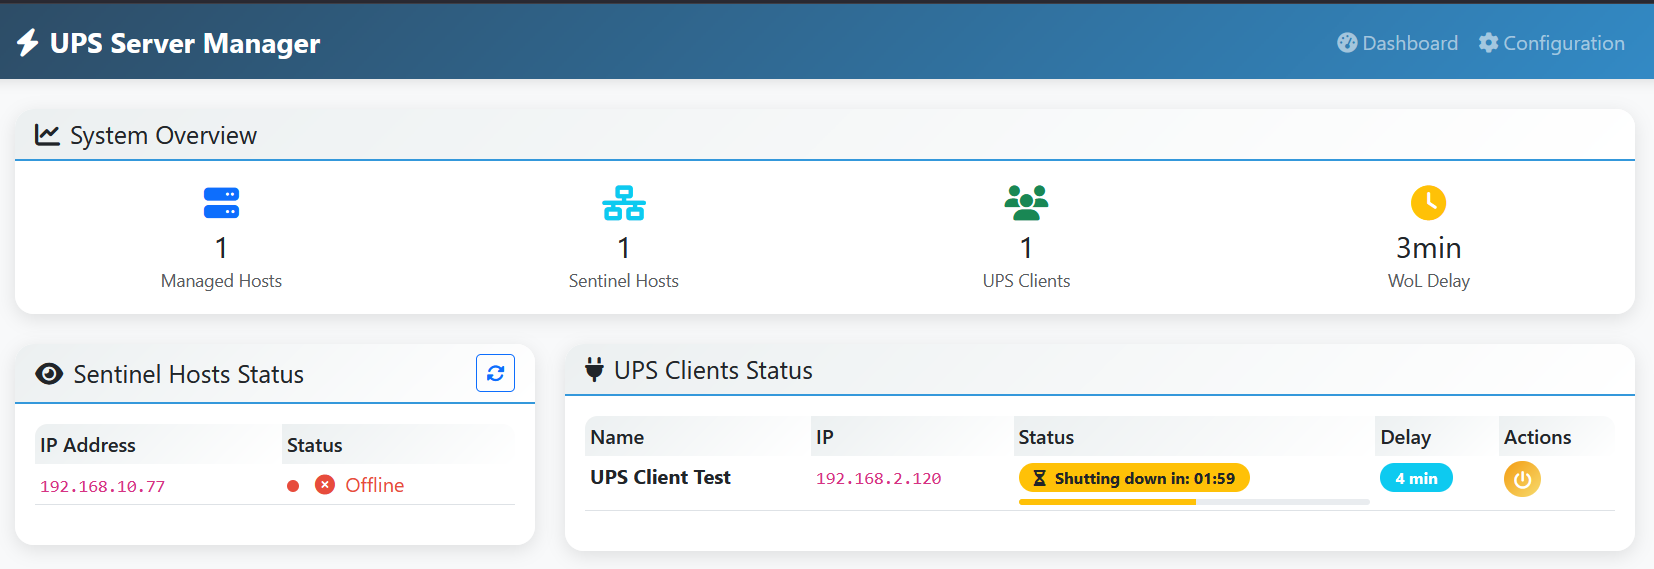 UPS Server Manager
Dashboard
Configuration
System Overview
1
Managed Hosts
1
Sentinel Hosts
1
UPS Clients
3min
WoL Delay
Sentinel Hosts Status
IP Address Status
192.168.10.77 Offline
UPS Clients Status
Name IP Status Delay Actions
UPS Client Test 192.168.2.120 Shutting down in: 01:59 4 min